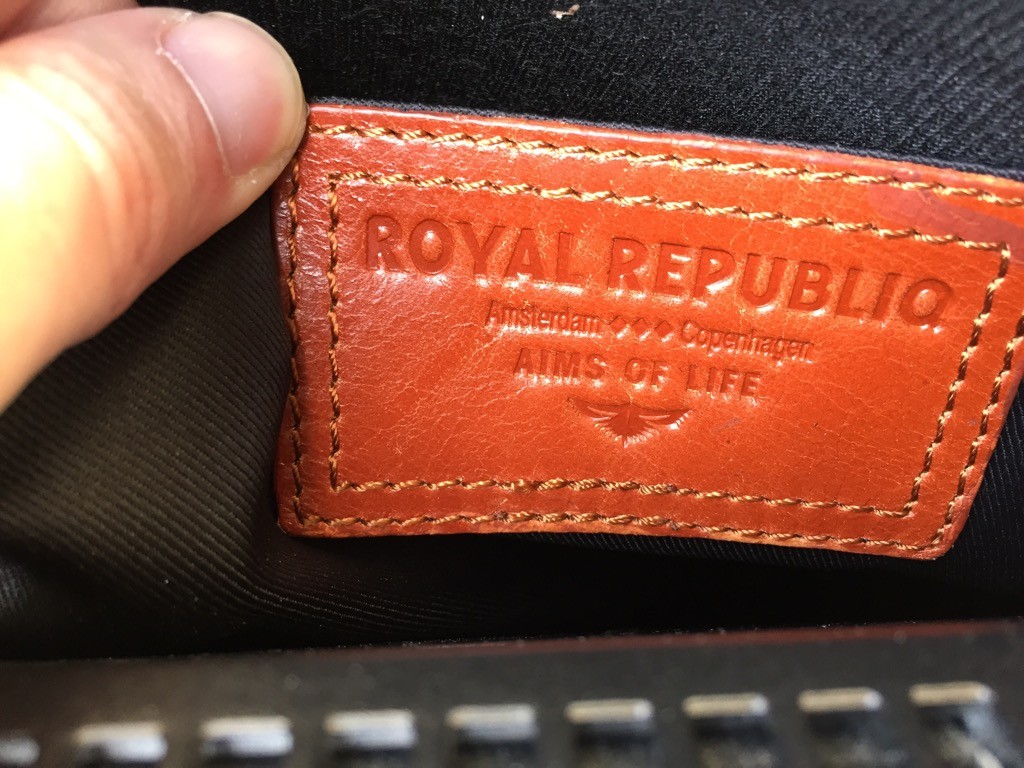 ROYAL REPUBLIQ
Amsterdam ◆◆◆ Copenhagen
AIMS OF LIFE